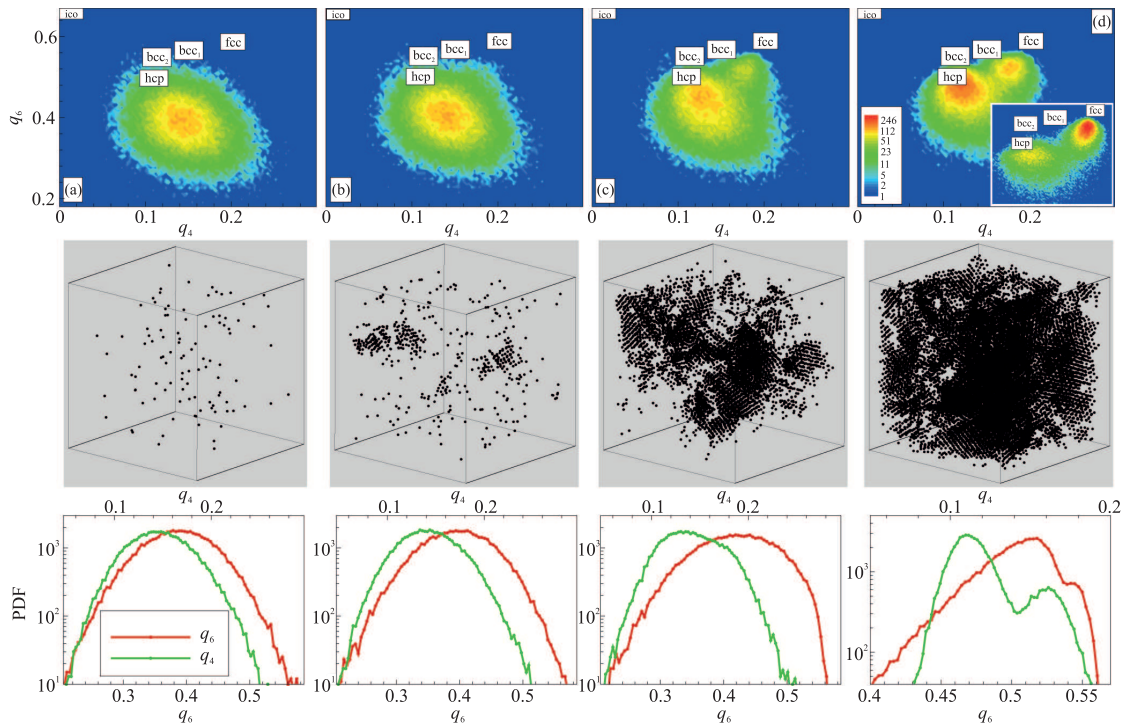 ico
bcc2
bcc1
fcc
hcp
(a)
0.6
0.4
0.2
q6
0
0.1
0.2
q4
ico
bcc2
bcc1
fcc
hcp
(b)
0
0.1
0.2
q4
ico
bcc2
bcc1
fcc
hcp
(c)
0
0.1
0.2
q4
ico
(d)
bcc2
bcc1
fcc
hcp
246
112
51
23
11
5
2
1
bcc2
bcc1
fcc
hcp
0
0.1
0.2
q4
q4
0.1
0.2
PDF
10³
10²
10¹
q6
q4
0.3
0.4
0.5
q6
q4
0.1
0.2
10³
10²
10¹
0.3
0.4
0.5
q6
q4
0.1
0.2
10³
10²
10¹
0.3
0.4
0.5
q6
q4
0.1
0.2
10³
10²
0.4
0.45
0.5
0.55
q6